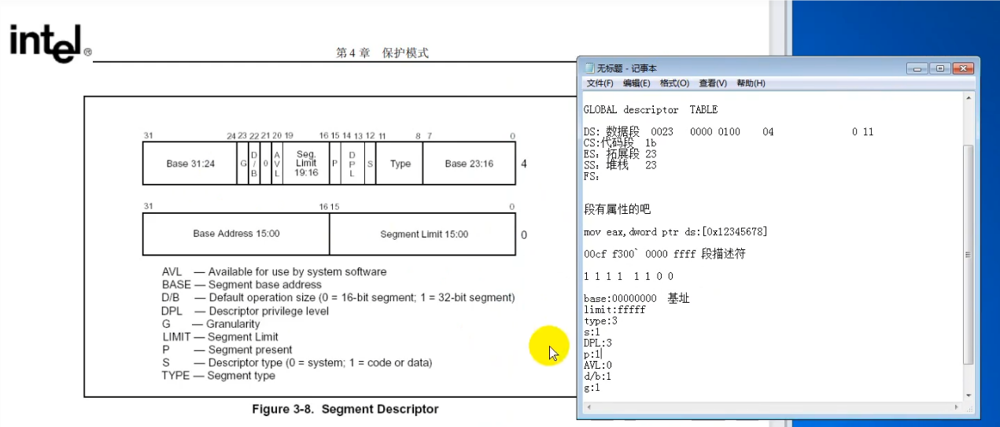 intel®
第 4 章 保护模式
31 24 23 22 21 20 19 16 15 14 13 12 11 8 7 0
Base 31:24 G D/B 0 AVL Seg. Limit 19:16 P DPL S Type Base 23:16 4
31 16 15 0
Base Address 15:00 Segment Limit 15:00 0
AVL — Available for use by system software
BASE — Segment base address
D/B — Default operation size (0 = 16-bit segment; 1 = 32-bit segment)
DPL — Descriptor privilege level
G — Granularity
LIMIT — Segment Limit
P — Segment present
S — Descriptor type (0 = system; 1 = code or data)
TYPE — Segment type
Figure 3-8. Segment Descriptor
无标题 - 记事本
文件(F) 编辑(E) 格式(O) 查看(V) 帮助(H)
GLOBAL descriptor TABLE
DS: 数据段 0023 0000 0100 04 0 11
CS:代码段 1b
ES: 拓展段 23
SS: 堆栈 23
FS:
段有属性的吧
mov eax,dword ptr ds:[0x12345678]
00cf f300` 0000 ffff 段描述符
1 1 1 1 1 1 0 0
base:00000000 基址
limit:fffff
type:3
s:1
DPL:3
p:1
AVL:0
d/b:1
g:1